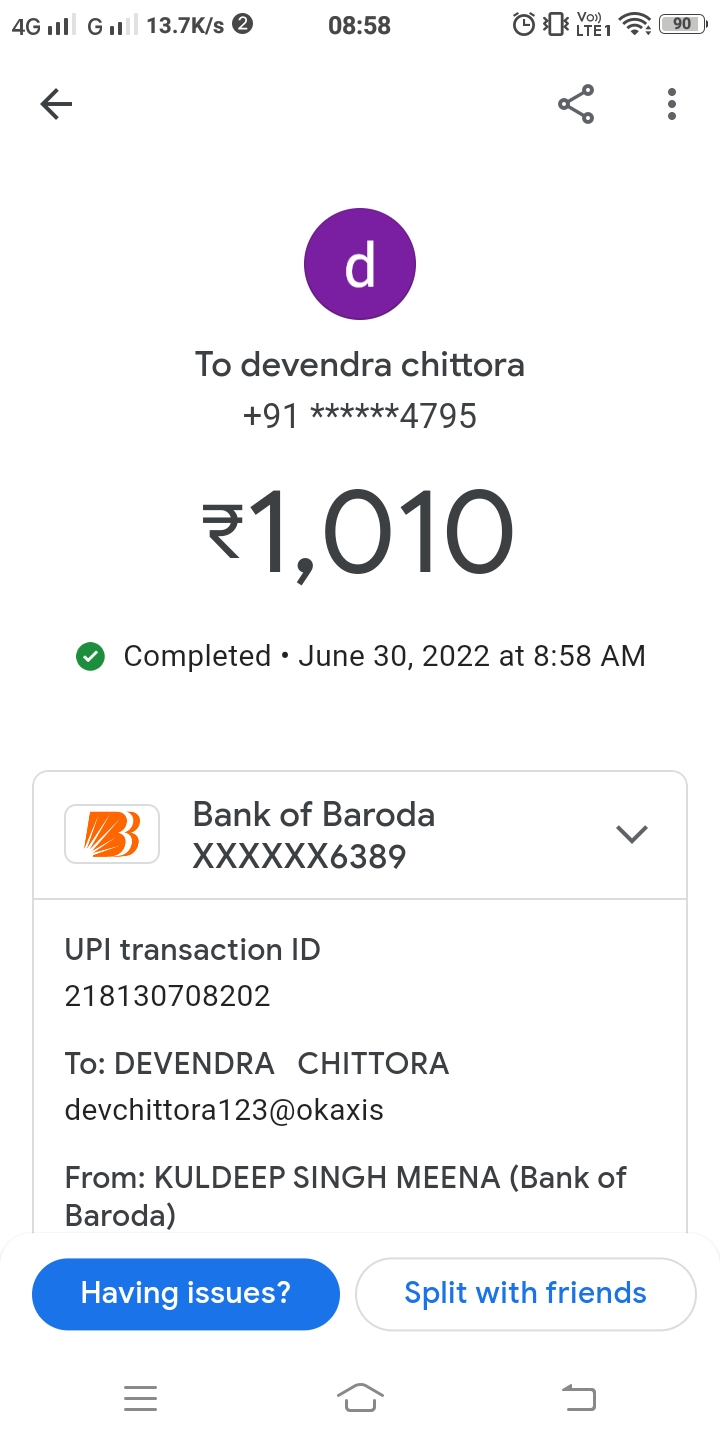 4G G 13.7K/s 2 08:58 Vo)) LTE1 90
d
To devendra chittora
+91 ******4795
₹1,010
Completed • June 30, 2022 at 8:58 AM
Bank of Baroda
XXXXXX6389
UPI transaction ID
218130708202
To: DEVENDRA   CHITTORA
devchittora123@okaxis
From: KULDEEP SINGH MEENA (Bank of
Baroda)
Having issues? Split with friends